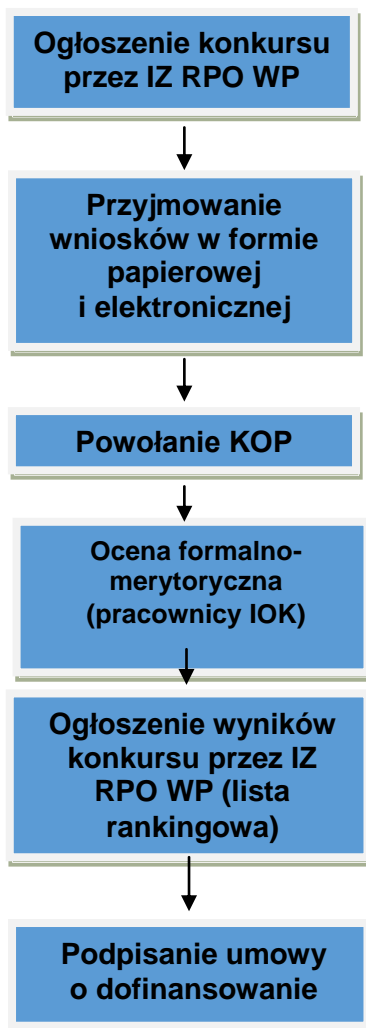 Ogłoszenie konkursu
przez IZ RPO WP
Przyjmowanie
wniosków w formie
papierowej
i elektronicznej
Powołanie KOP
Ocena formalno-
merytoryczna
(pracownicy IOK)
Ogłoszenie wyników
konkursu przez IZ
RPO WP (lista
rankingowa)
Podpisanie umowy
o dofinansowanie